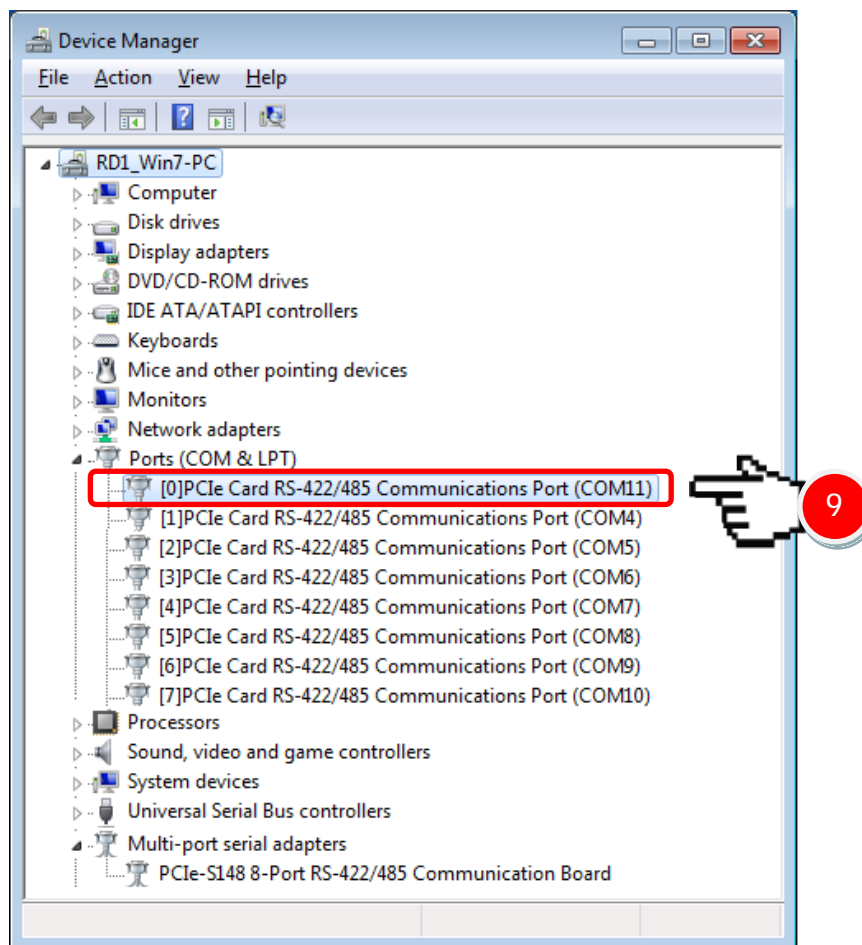 Device Manager
File Action View Help
RD1_Win7-PC
Computer
Disk drives
Display adapters
DVD/CD-ROM drives
IDE ATA/ATAPI controllers
Keyboards
Mice and other pointing devices
Monitors
Network adapters
Ports (COM & LPT)
[0]PCIe Card RS-422/485 Communications Port (COM11)
9
[1]PCIe Card RS-422/485 Communications Port (COM4)
[2]PCIe Card RS-422/485 Communications Port (COM5)
[3]PCIe Card RS-422/485 Communications Port (COM6)
[4]PCIe Card RS-422/485 Communications Port (COM7)
[5]PCIe Card RS-422/485 Communications Port (COM8)
[6]PCIe Card RS-422/485 Communications Port (COM9)
[7]PCIe Card RS-422/485 Communications Port (COM10)
Processors
Sound, video and game controllers
System devices
Universal Serial Bus controllers
Multi-port serial adapters
PCIe-S148 8-Port RS-422/485 Communication Board